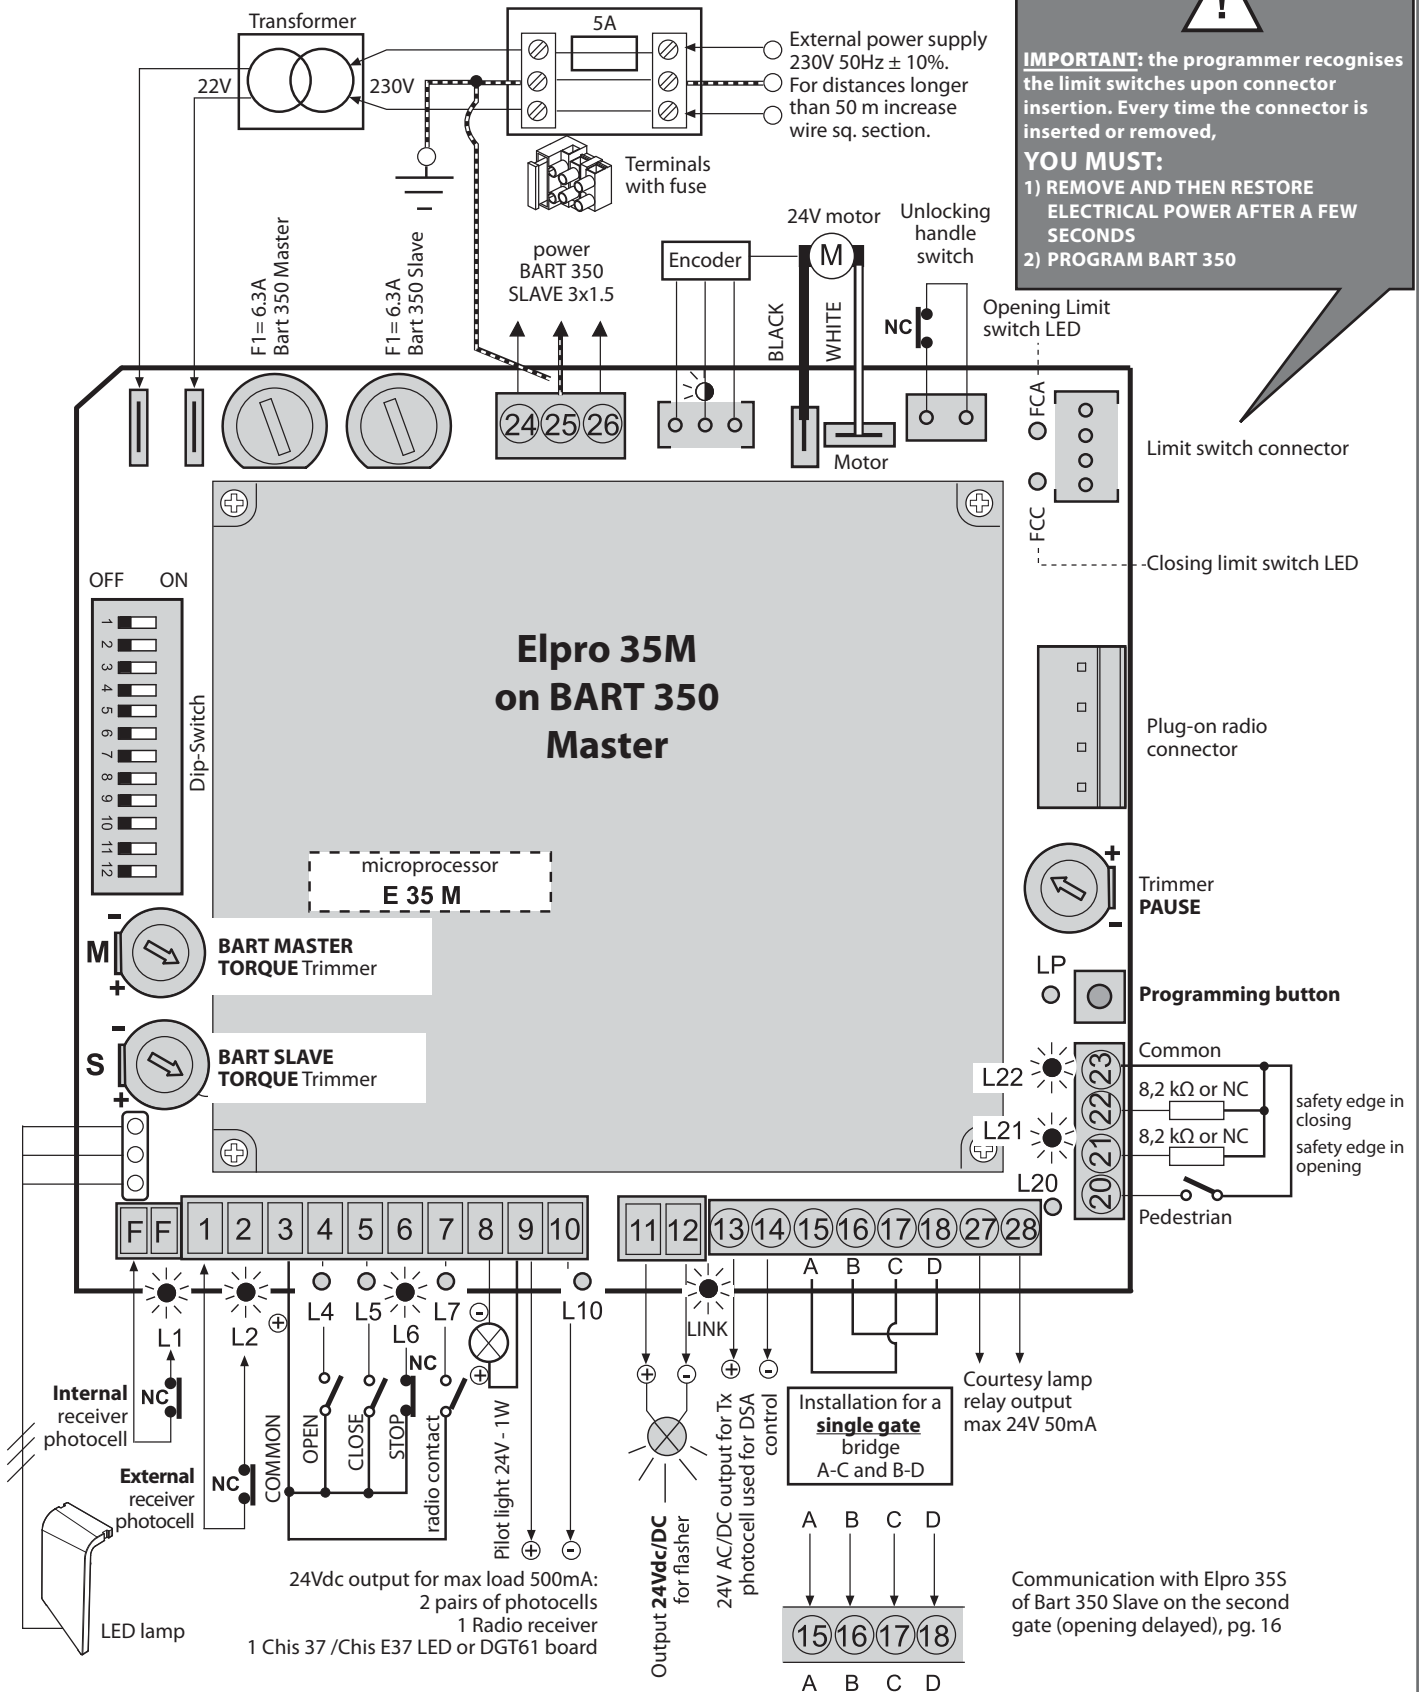 Transformer
22V
230V
5A
External power supply
230V 50Hz ± 10%.
For distances longer
than 50 m increase
wire sq. section.
Terminals
with fuse
!
IMPORTANT: the programmer recognises
the limit switches upon connector
insertion. Every time the connector is
inserted or removed,
YOU MUST:
1) REMOVE AND THEN RESTORE
ELECTRICAL POWER AFTER A FEW
SECONDS
2) PROGRAM BART 350
F1= 6.3A
Bart 350 Master
F1= 6.3A
Bart 350 Slave
power
BART 350
SLAVE 3x1.5
Encoder
24V motor
M
BLACK
WHITE
Unlocking
handle
switch
NC
Opening Limit
switch LED
24 25 26
Motor
FCA
FCC
Limit switch connector
Closing limit switch LED
OFF ON
1
2
3
4
5
6
7
8
9
10
11
12
Dip-Switch
Elpro 35M
on BART 350
Master
microprocessor
E 35 M
Plug-on radio
connector
+
-
Trimmer
PAUSE
-
M
+
BART MASTER
TORQUE Trimmer
-
S
+
BART SLAVE
TORQUE Trimmer
LP
Programming button
L22
L21
L20
23
22
21
20
Common
8,2 kΩ or NC
8,2 kΩ or NC
safety edge in
closing
safety edge in
opening
Pedestrian
F F 1 2 3 4 5 6 7 8 9 10
11 12 13 14 15 16 17 18 27 28
A B C D
L1
L2
+
L4
L5
L6
L7
-
+
L10
LINK
NC
Internal
receiver
photocell
NC
External
receiver
photocell
NC
COMMON
OPEN
CLOSE
STOP
radio contact
Pilot light 24V - 1W
+ -
24Vdc output for max load 500mA:
2 pairs of photocells
1 Radio receiver
1 Chis 37 /Chis E37 LED or DGT61 board
LED lamp
+ -
Output 24Vdc/DC
for flasher
+ -
24V AC/DC output for Tx
photocell used for DSA
control
Installation for a
single gate
bridge
A-C and B-D
Courtesy lamp
relay output
max 24V 50mA
A B C D
15 16 17 18
A B C D
Communication with Elpro 35S
of Bart 350 Slave on the second
gate (opening delayed), pg. 16